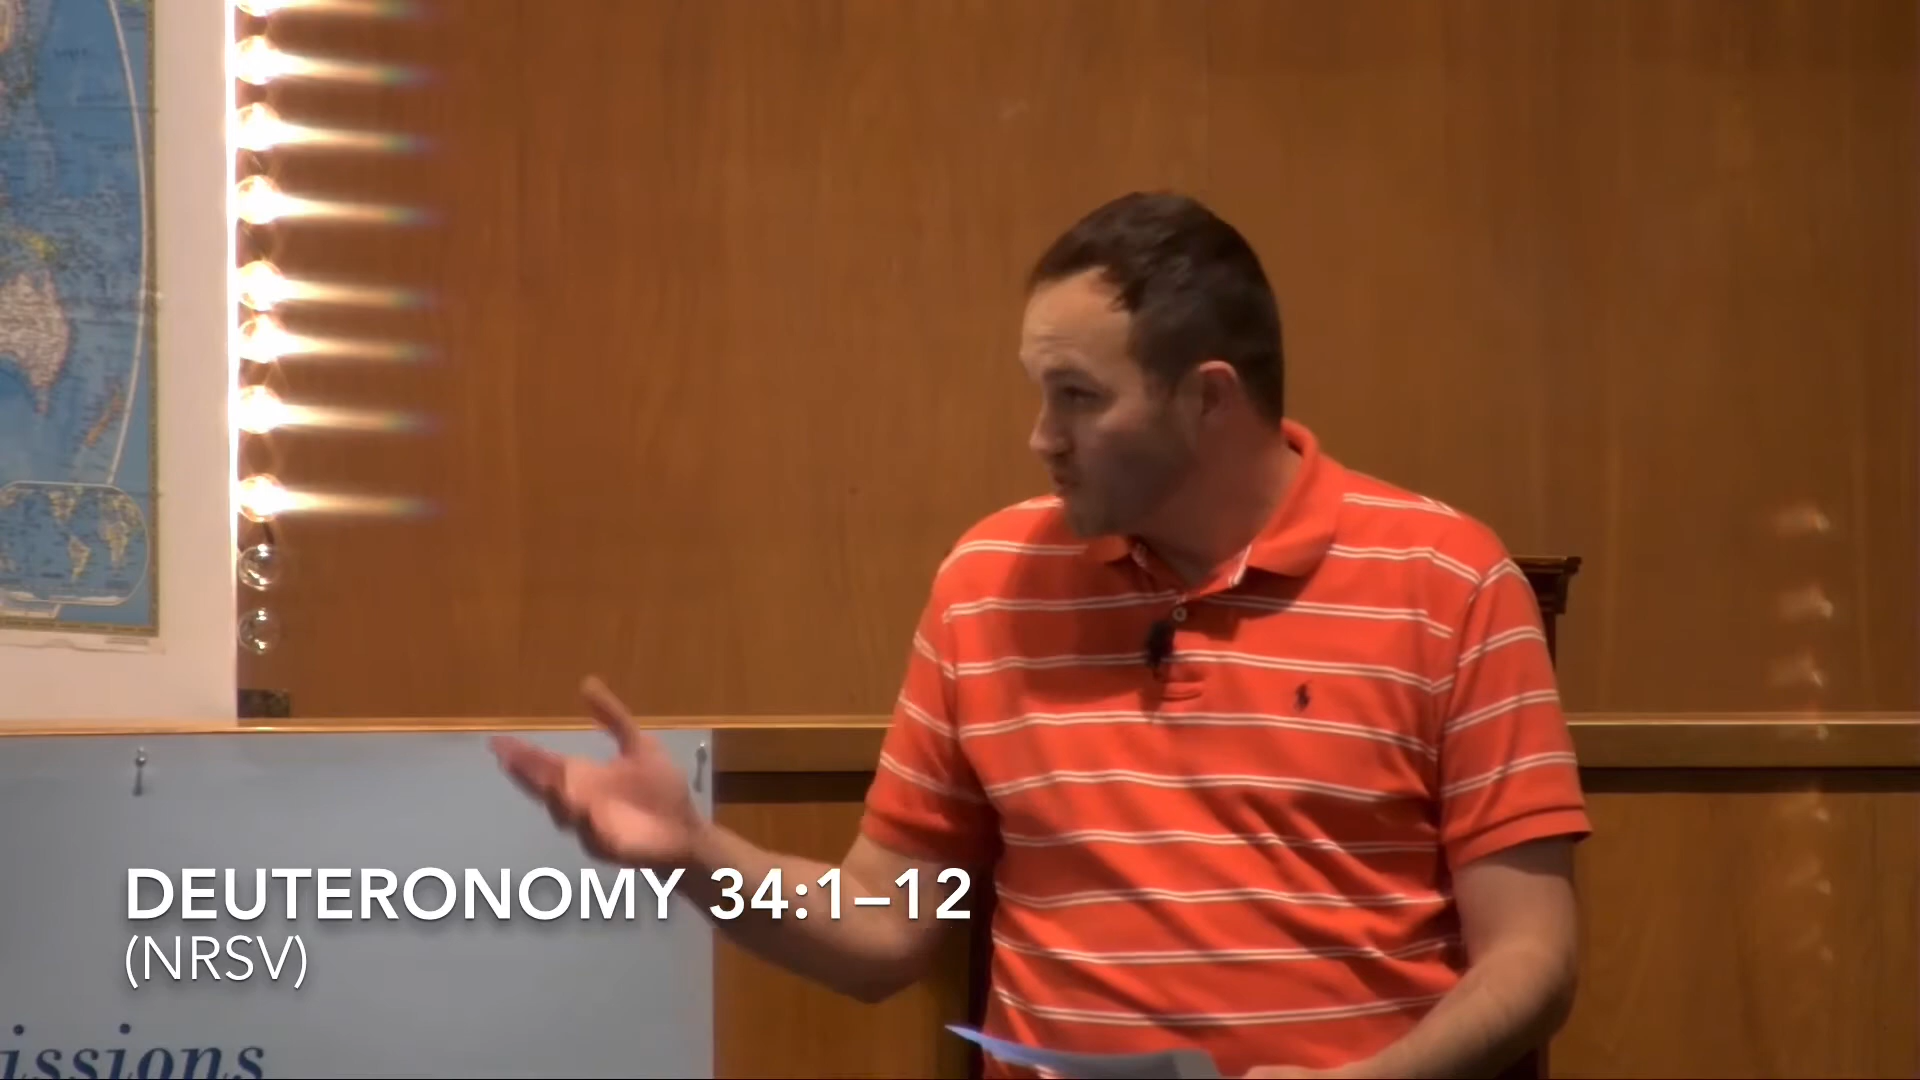 DEUTERONOMY 34:1–12
(NRSV)
issions